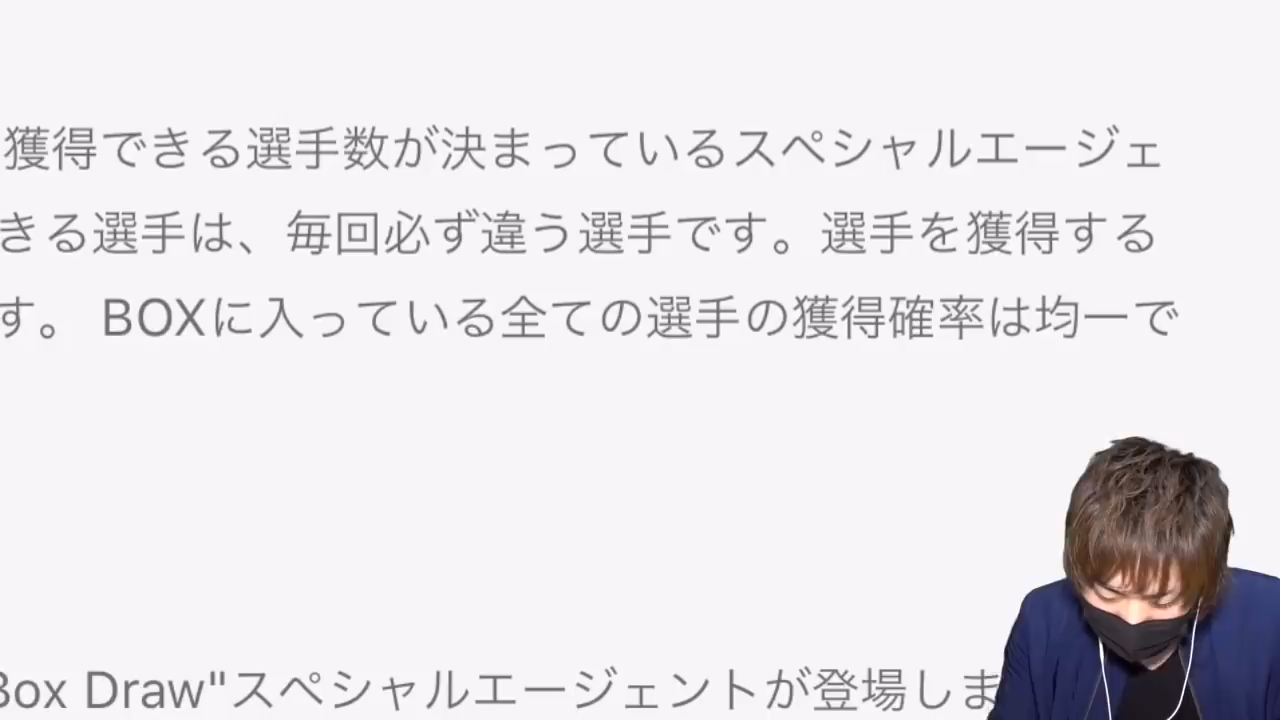 獲得できる選手数が決まっているスペシャルエージェ
きる選手は、毎回必ず違う選手です。選手を獲得する
す。 BOXに入っている全ての選手の獲得確率は均一で
Box Draw"スペシャルエージェントが登場しま